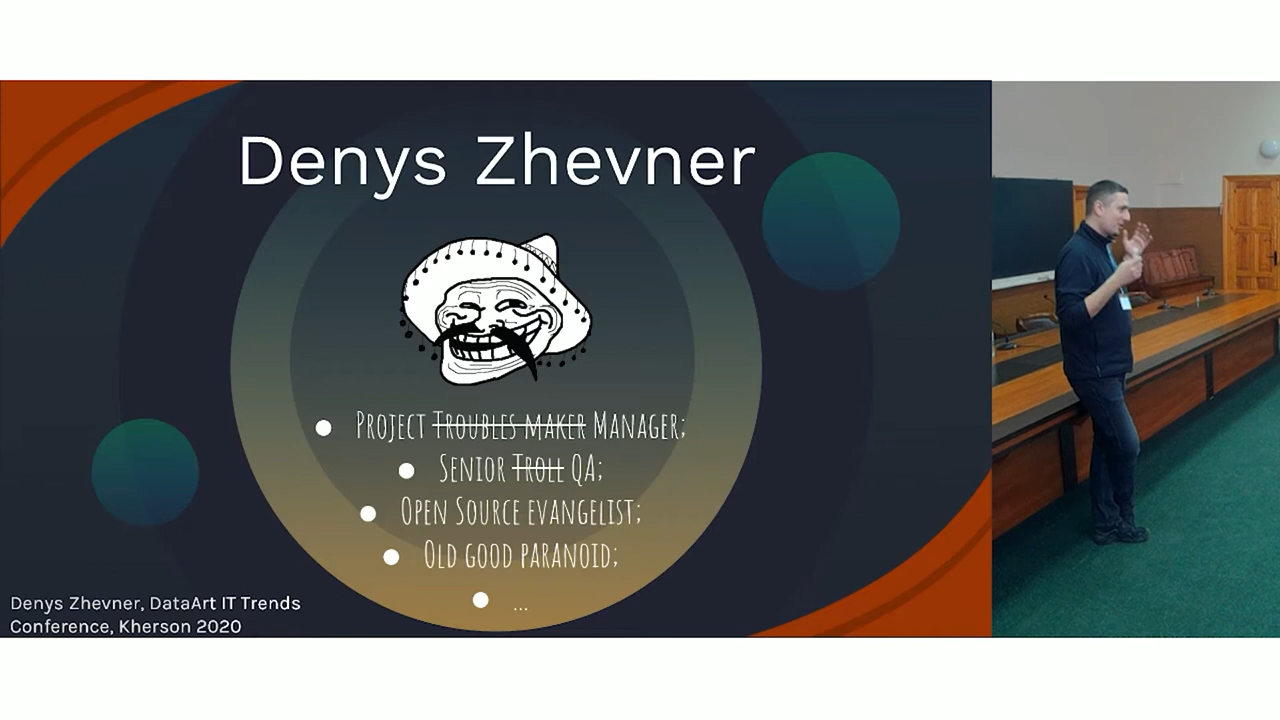 Denys Zhevner
● Project Troubles maker Manager;
● Senior Troll QA;
● Open Source evangelist;
● Old good paranoid;
● ...
Denys Zhevner, DataArt IT Trends
Conference, Kherson 2020